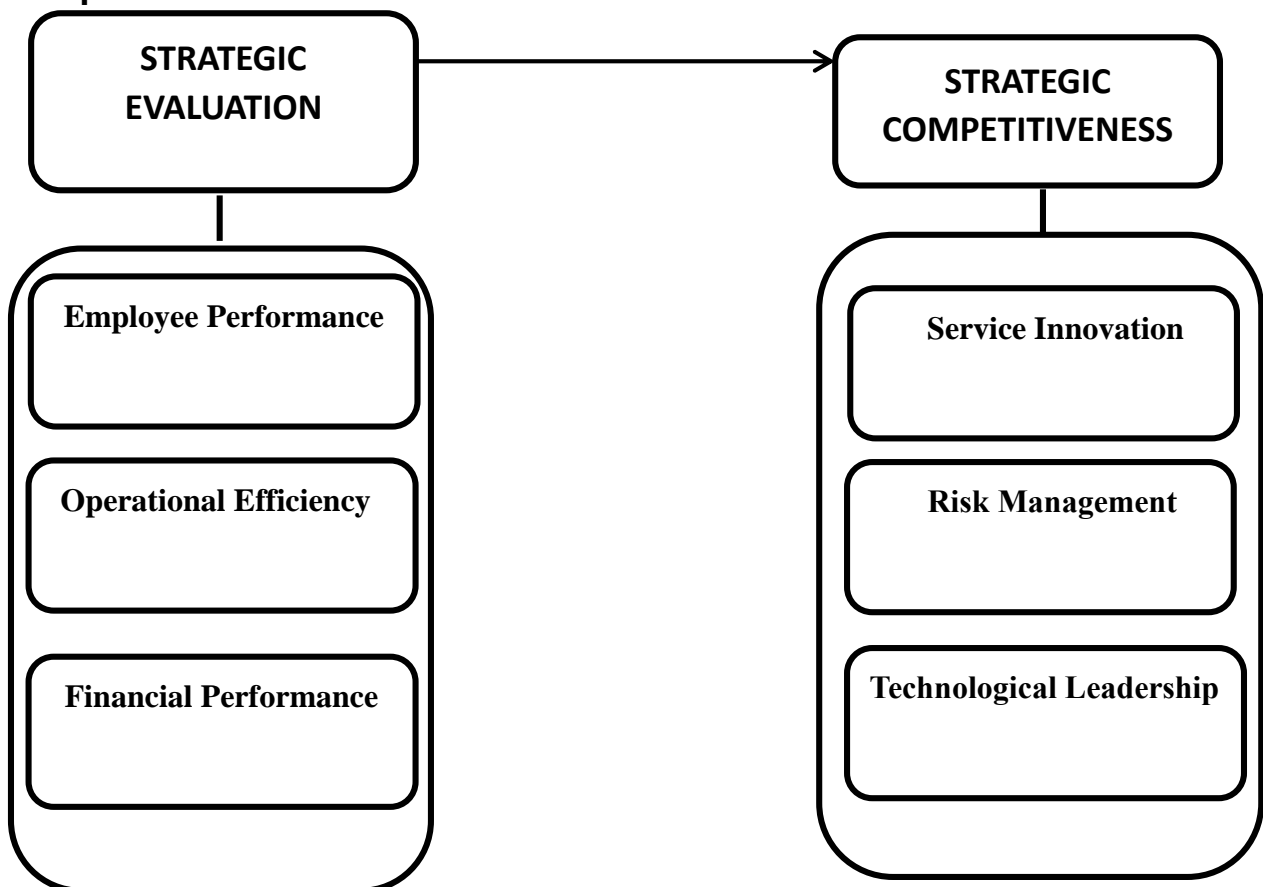 STRATEGIC
EVALUATION
STRATEGIC
COMPETITIVENESS
Employee Performance
Operational Efficiency
Financial Performance
Service Innovation
Risk Management
Technological Leadership